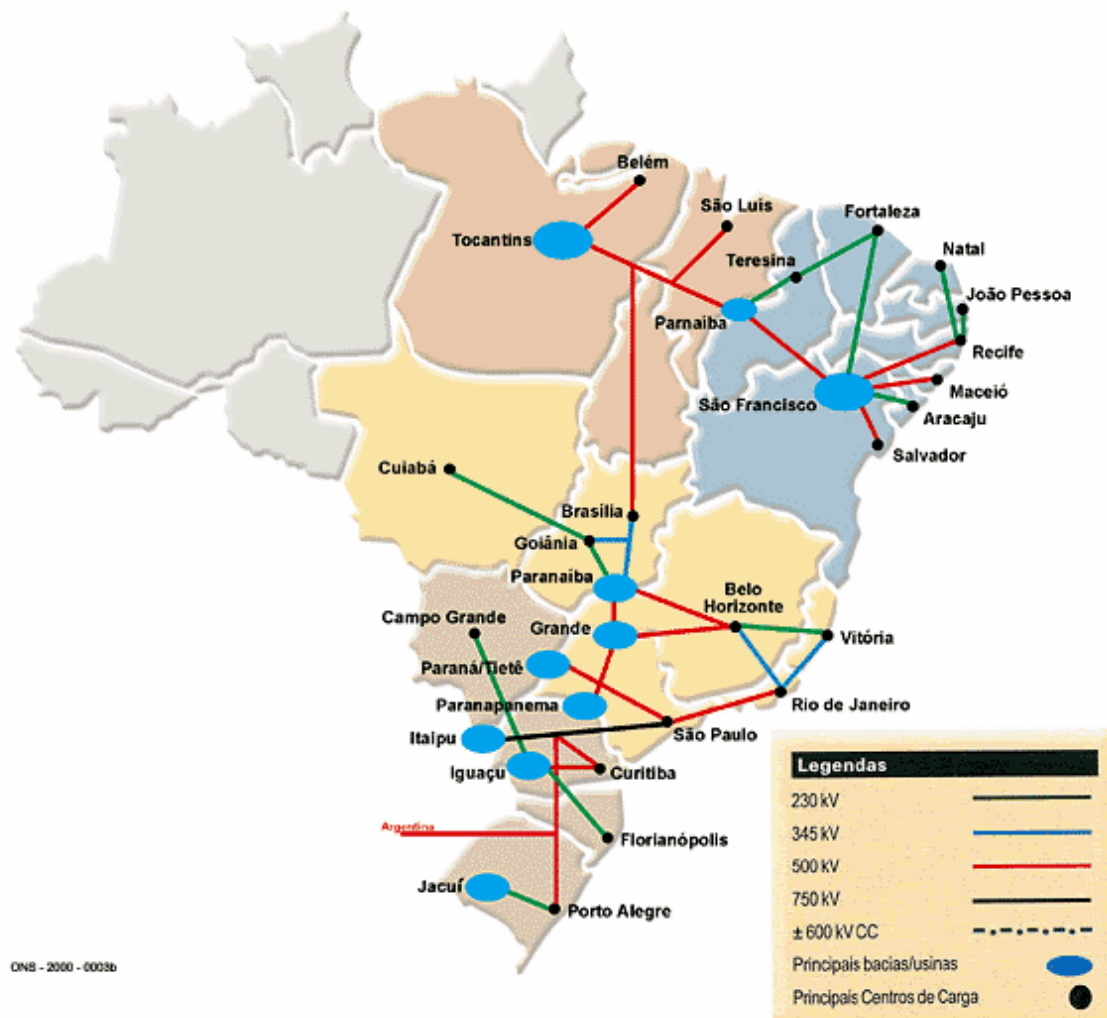 Belém
São Luis
Fortaleza
Tocantins
Teresina
Natal
João Pessoa
Parnaíba
Recife
São Francisco
Maceió
Aracaju
Salvador
Cuiabá
Brasília
Goiânia
Paranaíba
Belo
Horizonte
Campo Grande
Grande
Vitória
Paraná/Tietê
Paranapanema
Rio de Janeiro
Itaipu
São Paulo
Iguaçu
Curitiba
Argentina
Florianópolis
Jacuí
Porto Alegre
ONS - 2000 - 0003b
Legendas
230 kV
345 kV
500 kV
750 kV
± 600 kV CC
Principais bacias/usinas
Principais Centros de Carga